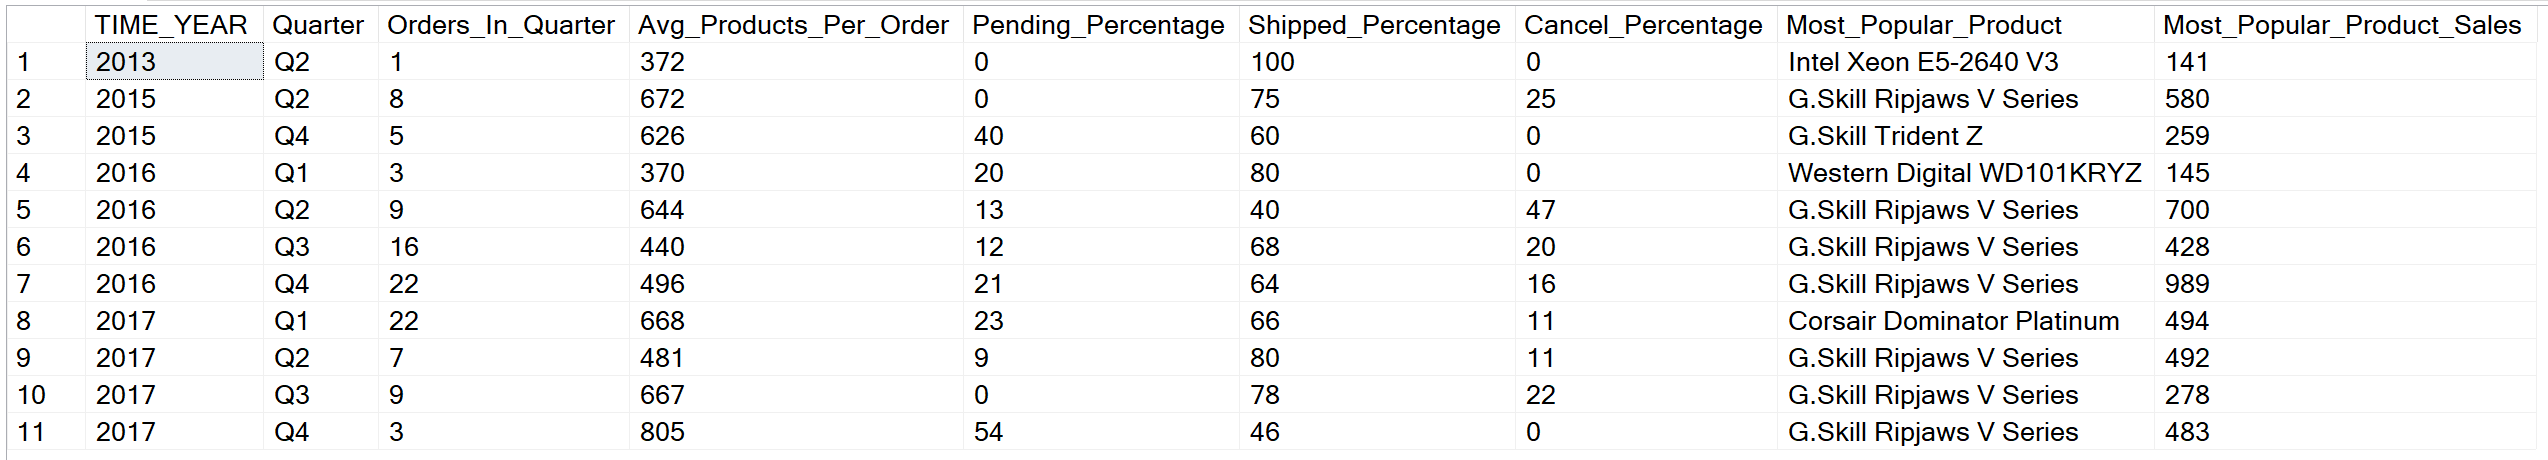 TIME_YEAR Quarter Orders_In_Quarter Avg_Products_Per_Order Pending_Percentage Shipped_Percentage Cancel_Percentage Most_Popular_Product Most_Popular_Product_Sales
1 2013 Q2 1 372 0 100 0 Intel Xeon E5-2640 V3 141
2 2015 Q2 8 672 0 75 25 G.Skill Ripjaws V Series 580
3 2015 Q4 5 626 40 60 0 G.Skill Trident Z 259
4 2016 Q1 3 370 20 80 0 Western Digital WD101KRYZ 145
5 2016 Q2 9 644 13 40 47 G.Skill Ripjaws V Series 700
6 2016 Q3 16 440 12 68 20 G.Skill Ripjaws V Series 428
7 2016 Q4 22 496 21 64 16 G.Skill Ripjaws V Series 989
8 2017 Q1 22 668 23 66 11 Corsair Dominator Platinum 494
9 2017 Q2 7 481 9 80 11 G.Skill Ripjaws V Series 492
10 2017 Q3 9 667 0 78 22 G.Skill Ripjaws V Series 278
11 2017 Q4 3 805 54 46 0 G.Skill Ripjaws V Series 483